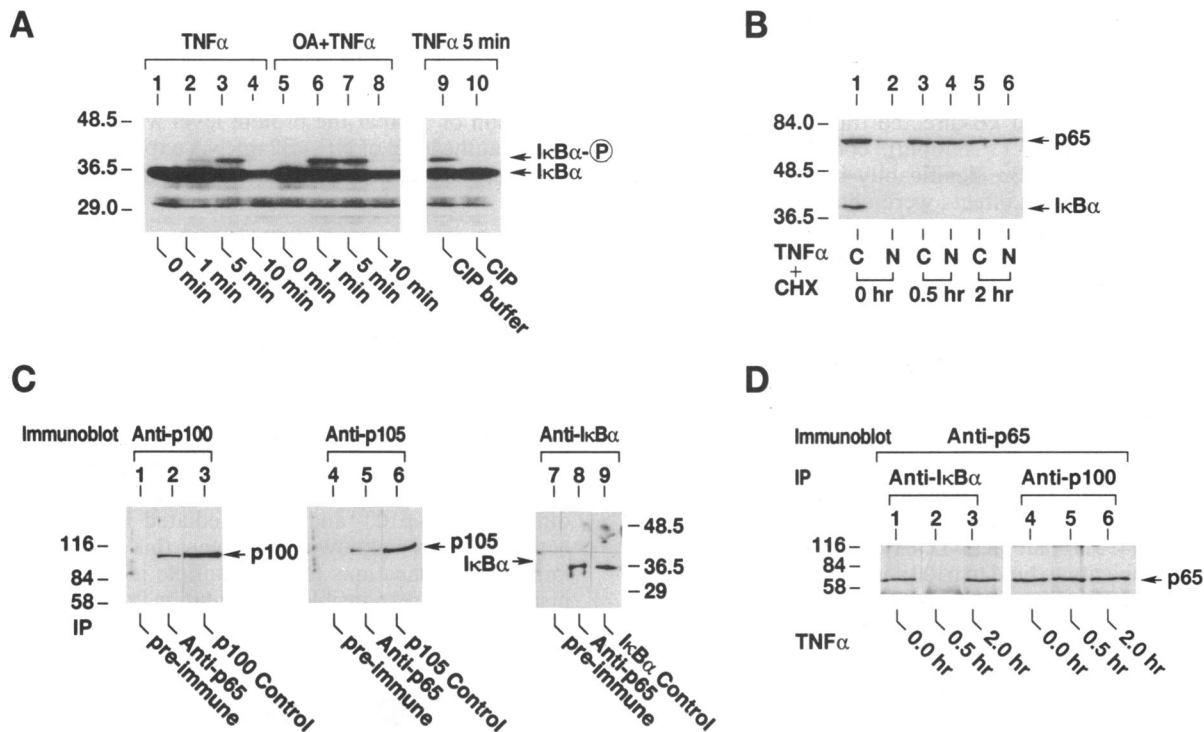 A
TNFα OA+TNFα TNFα 5 min
1 2 3 4 5 6 7 8 9 10
48.5
36.5
29.0
IκBα-Ⓟ
IκBα
0 min
1 min
5 min
10 min
0 min
1 min
5 min
10 min
CIP buffer
CIP
B
1 2 3 4 5 6
84.0
48.5
36.5
p65
IκBα
TNFα
+
CHX
C N C N C N
0 hr 0.5 hr 2 hr
C
Immunoblot Anti-p100 Anti-p105 Anti-IκBα
1 2 3 4 5 6 7 8 9
116
84
58
p100
p105
IκBα
48.5
36.5
29
IP
pre-immune
Anti-p65
p100 Control
pre-immune
Anti-p65
p105 Control
pre-immune
Anti-p65
IκBα Control
D
Immunoblot Anti-p65
IP Anti-IκBα Anti-p100
1 2 3 4 5 6
116
84
58
p65
TNFα
0.0 hr
0.5 hr
2.0 hr
0.0 hr
0.5 hr
2.0 hr